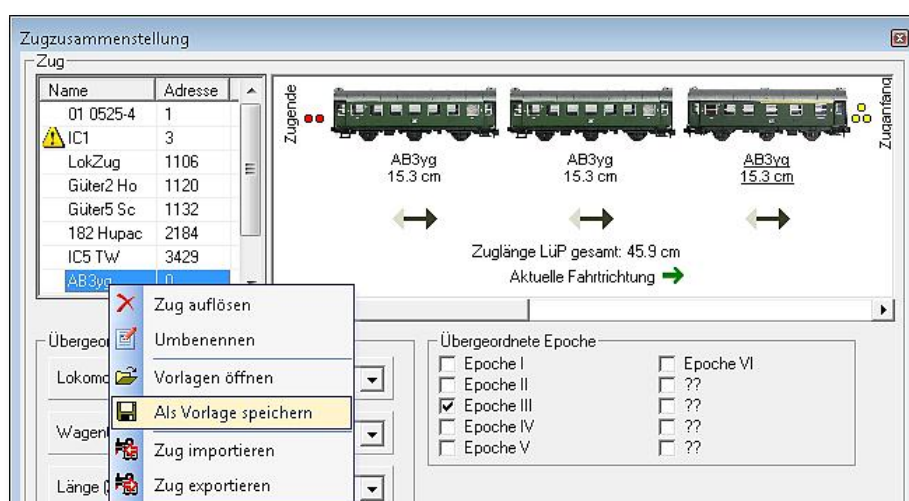 Zugzusammenstellung
Zug
Name Adresse
01 0525-4 1
IC1 3
LokZug 1106
Güter2 Ho 1120
Güter5 Sc 1132
182 Hupac 2184
IC5 TW 3429
AB3yg 0
Zugende
Zuganfang
AB3yg AB3yg AB3yg
15.3 cm 15.3 cm 15.3 cm
Zuglänge LüP gesamt: 45.9 cm
Aktuelle Fahrtrichtung
Zug auflösen
Umbenennen
Vorlagen öffnen
Als Vorlage speichern
Zug importieren
Zug exportieren
Übergeor
Lokomo
Wagen
Länge (
Übergeordnete Epoche
Epoche I Epoche VI
Epoche II ??
Epoche III ??
Epoche IV ??
Epoche V ??